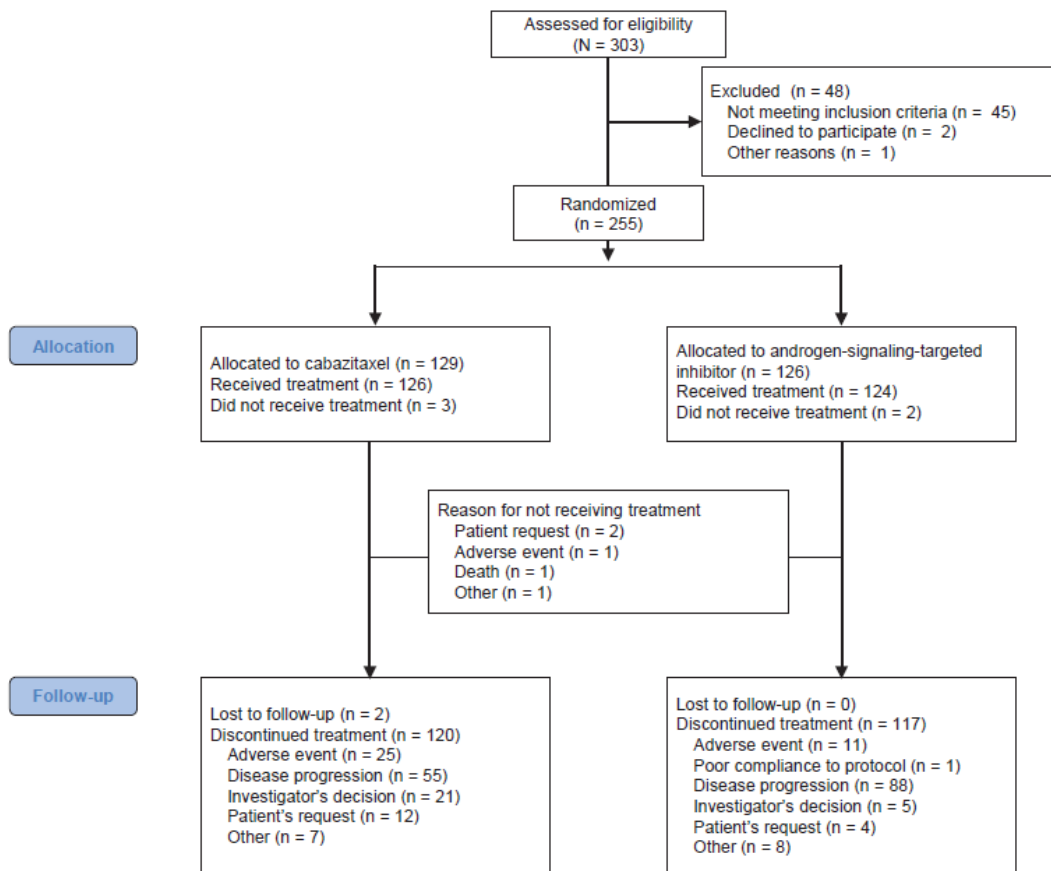 Assessed for eligibility
(N = 303)
Excluded (n = 48)
Not meeting inclusion criteria (n = 45)
Declined to participate (n = 2)
Other reasons (n = 1)
Randomized
(n = 255)
Allocation
Allocated to cabazitaxel (n = 129)
Received treatment (n = 126)
Did not receive treatment (n = 3)
Allocated to androgen-signaling-targeted
inhibitor (n = 126)
Received treatment (n = 124)
Did not receive treatment (n = 2)
Reason for not receiving treatment
Patient request (n = 2)
Adverse event (n = 1)
Death (n = 1)
Other (n = 1)
Follow-up
Lost to follow-up (n = 2)
Discontinued treatment (n = 120)
Adverse event (n = 25)
Disease progression (n = 55)
Investigator's decision (n = 21)
Patient's request (n = 12)
Other (n = 7)
Lost to follow-up (n = 0)
Discontinued treatment (n = 117)
Adverse event (n = 11)
Poor compliance to protocol (n = 1)
Disease progression (n = 88)
Investigator's decision (n = 5)
Patient's request (n = 4)
Other (n = 8)